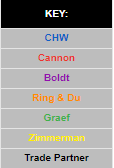 KEY:
CHW
Cannon
Boldt
Ring & Du
Graef
Zimmerman
Trade Partner